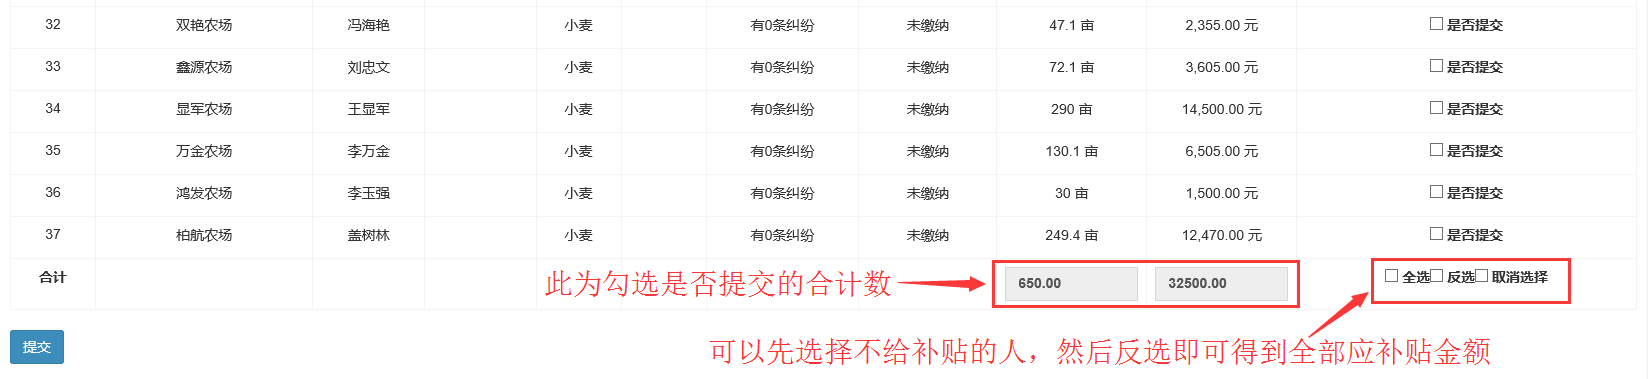 32 双艳农场 冯海艳 小麦 有0条纠纷 未缴纳 47.1 亩 2,355.00 元 是否提交
33 鑫源农场 刘忠文 小麦 有0条纠纷 未缴纳 72.1 亩 3,605.00 元 是否提交
34 显军农场 王显军 小麦 有0条纠纷 未缴纳 290 亩 14,500.00 元 是否提交
35 万金农场 李万金 小麦 有0条纠纷 未缴纳 130.1 亩 6,505.00 元 是否提交
36 鸿发农场 李玉强 小麦 有0条纠纷 未缴纳 30 亩 1,500.00 元 是否提交
37 柏航农场 盖树林 小麦 有0条纠纷 未缴纳 249.4 亩 12,470.00 元 是否提交
合计 此为勾选是否提交的合计数 650.00 32500.00 全选 反选 取消选择
提交 可以先选择不给补贴的人，然后反选即可得到全部应补贴金额